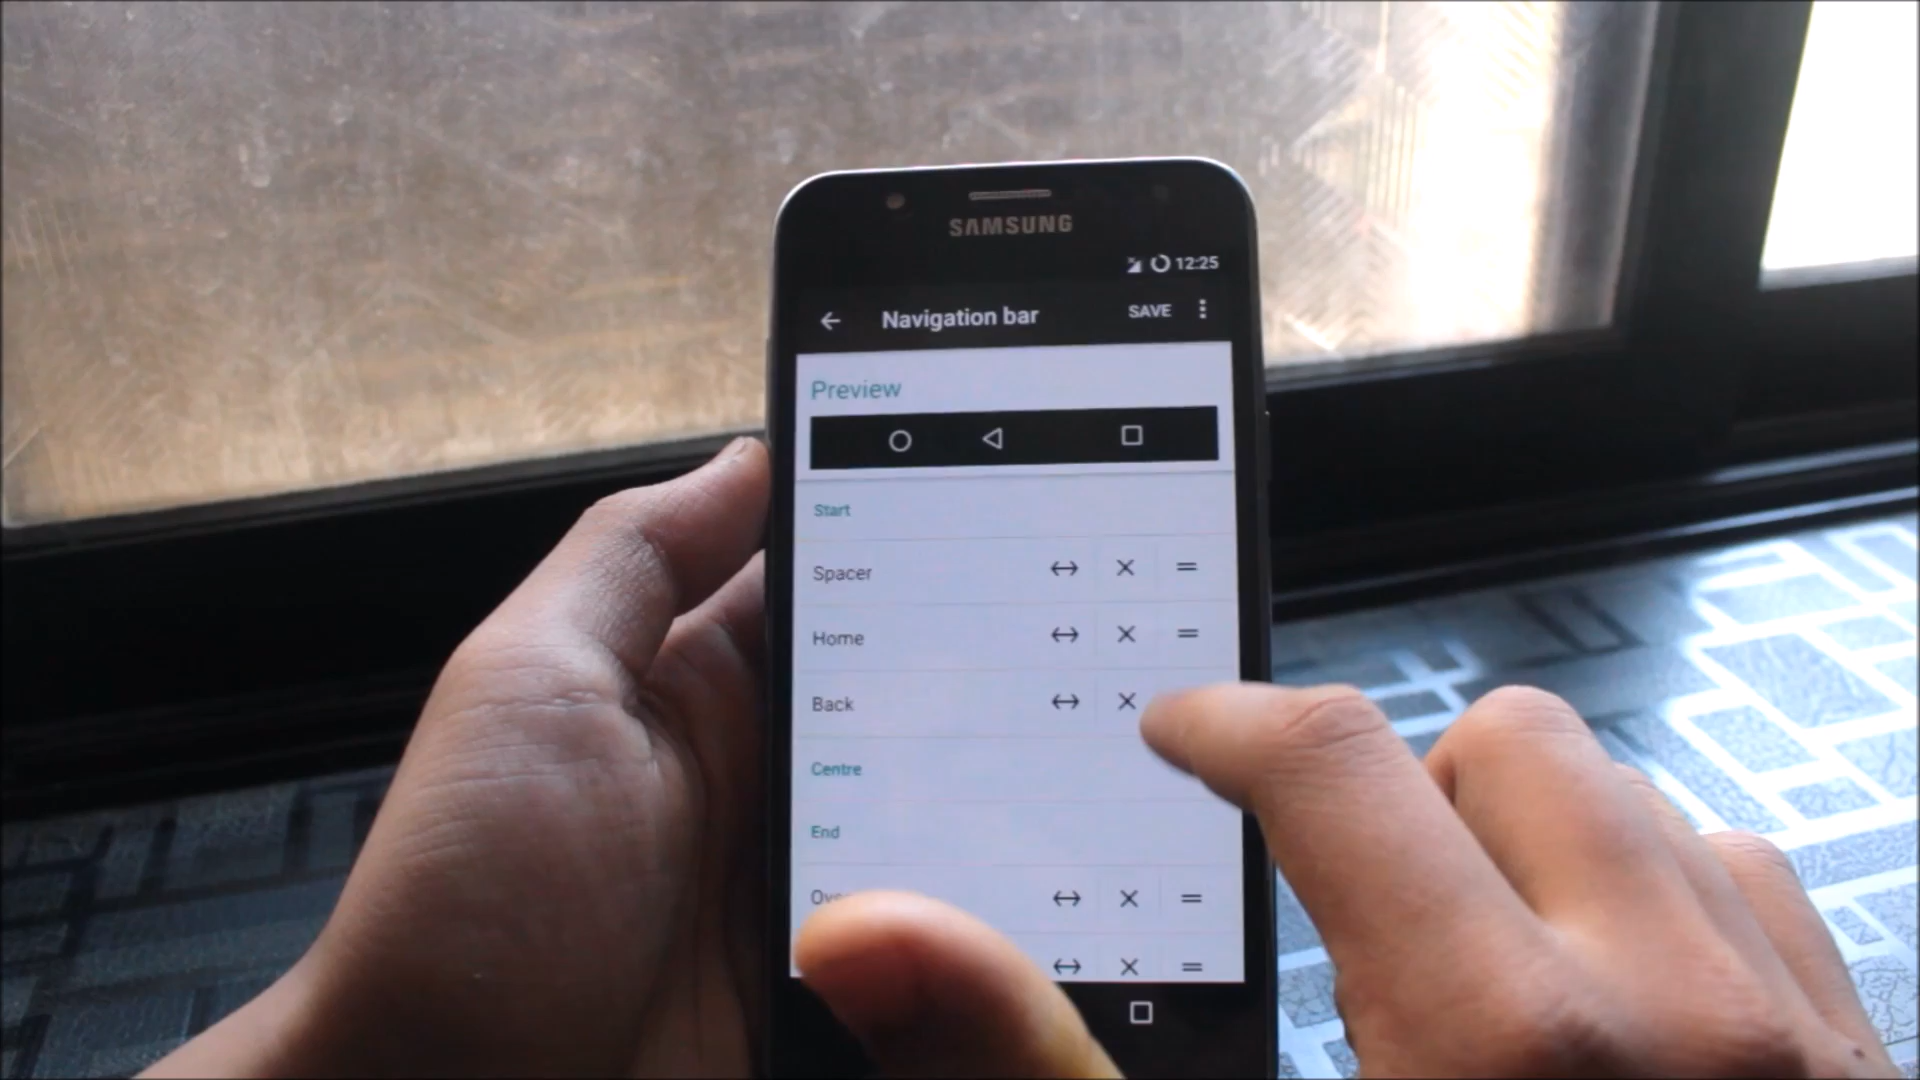 SAMSUNG
12:25
Navigation bar SAVE
Preview
Start
Spacer
Home
Back
Centre
End